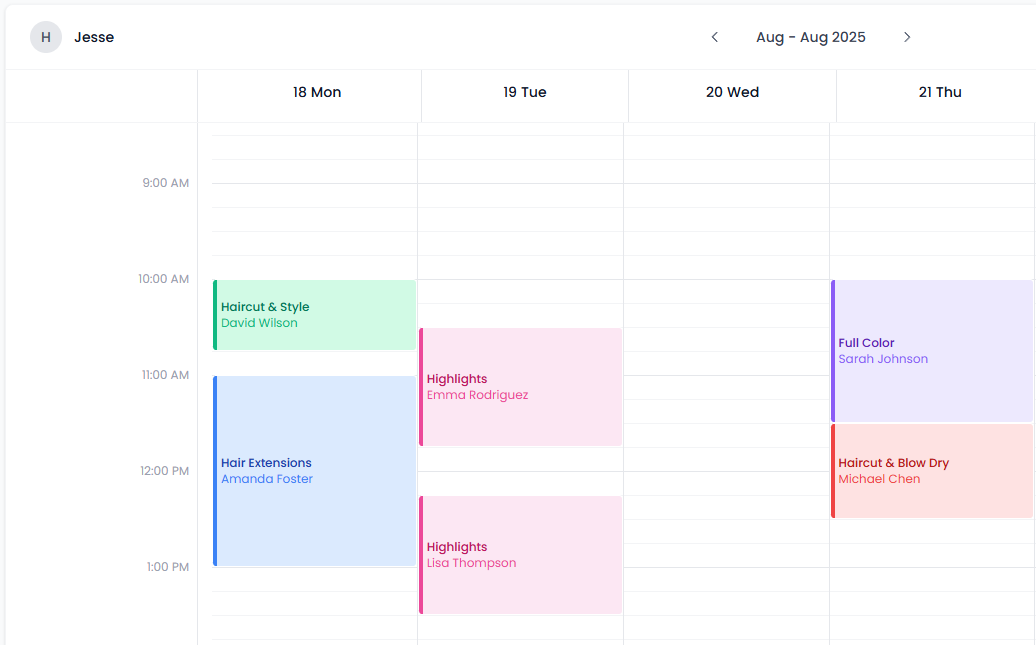 H Jesse
Aug - Aug 2025
18 Mon
19 Tue
20 Wed
21 Thu
9:00 AM
10:00 AM
11:00 AM
12:00 PM
1:00 PM
Haircut & Style
David Wilson
Hair Extensions
Amanda Foster
Highlights
Emma Rodriguez
Highlights
Lisa Thompson
Full Color
Sarah Johnson
Haircut & Blow Dry
Michael Chen